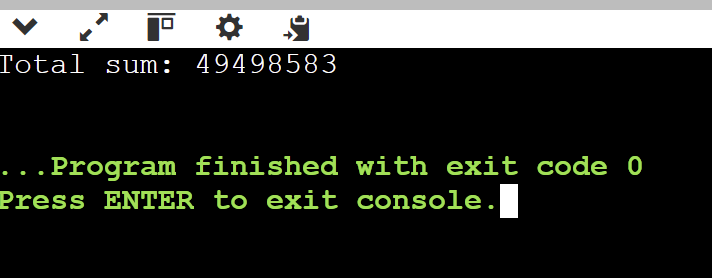 Total sum: 49498583
...Program finished with exit code 0
Press ENTER to exit console.